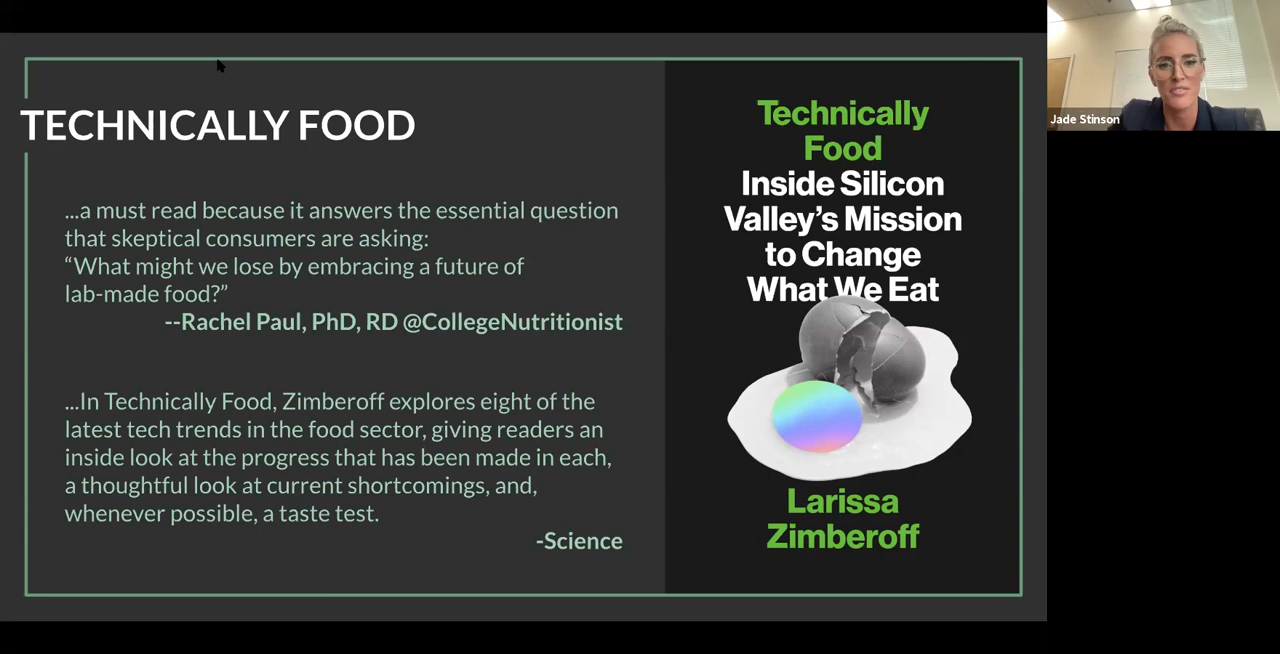 TECHNICALLY FOOD
...a must read because it answers the essential question
that skeptical consumers are asking:
“What might we lose by embracing a future of
lab-made food?”
--Rachel Paul, PhD, RD @CollegeNutritionist
...In Technically Food, Zimberoff explores eight of the
latest tech trends in the food sector, giving readers an
inside look at the progress that has been made in each,
a thoughtful look at current shortcomings, and,
whenever possible, a taste test.
-Science
Technically
Food
Inside Silicon
Valley’s Mission
to Change
What We Eat
Larissa
Zimberoff
Jade Stinson